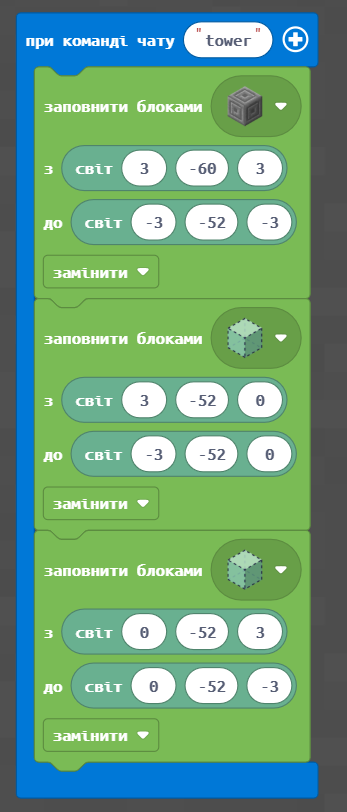 при команді чату "tower"
заповнити блоками
з світ 3 -60 3
до світ -3 -52 -3
замінити
заповнити блоками
з світ 3 -52 0
до світ -3 -52 0
замінити
заповнити блоками
з світ 0 -52 3
до світ 0 -52 -3
замінити